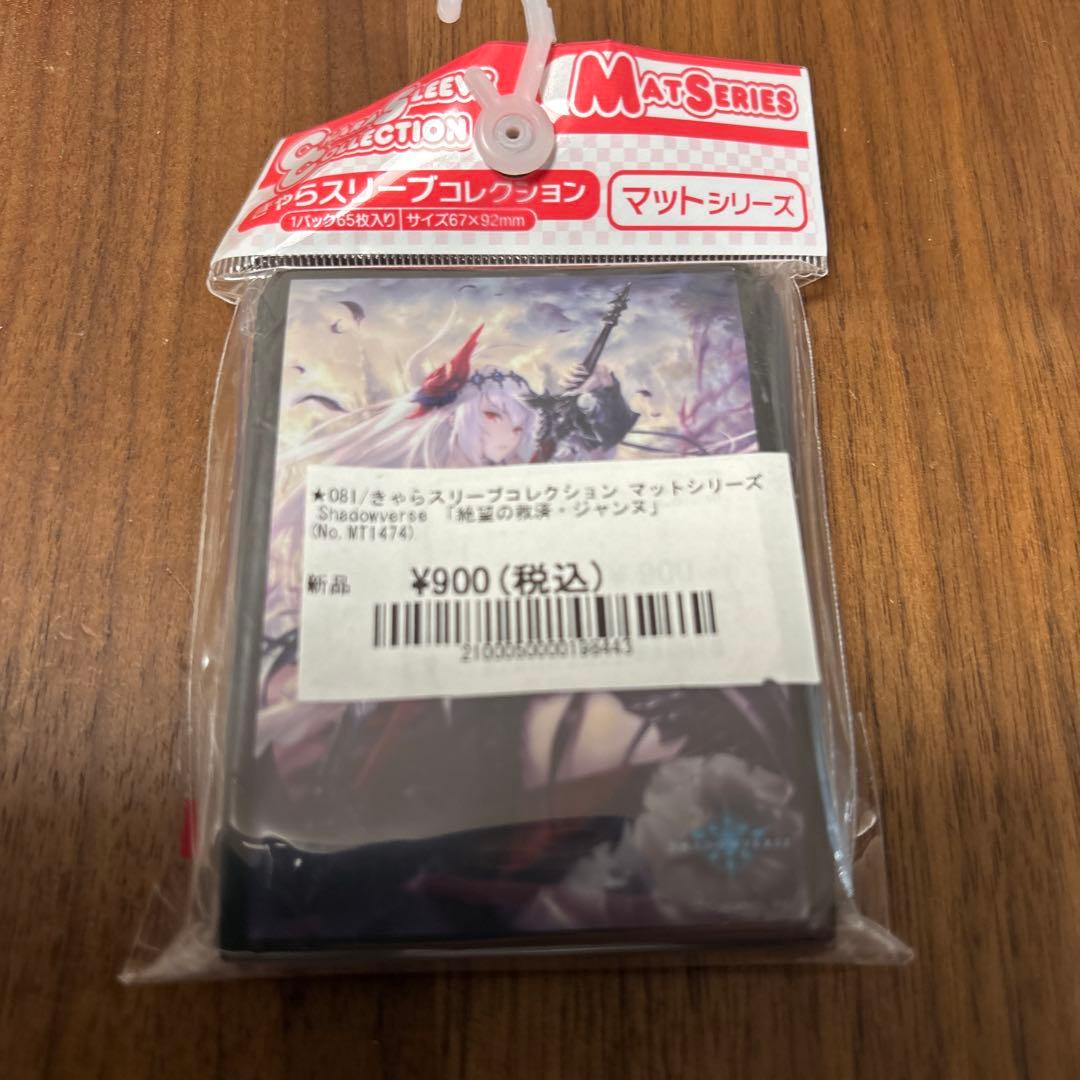 CHARA SLEEVE
COLLECTION
MATSERIES
きゃらスリーブコレクション
マットシリーズ
1パック65枚入り サイズ67×92mm
★081/きゃらスリーブコレクション マットシリーズ
Shadowverse 「絶望の救済・ジャンヌ」
(No.MT1474)
新品 ¥900(税込)
2100050000198443
SHADOWVERSE